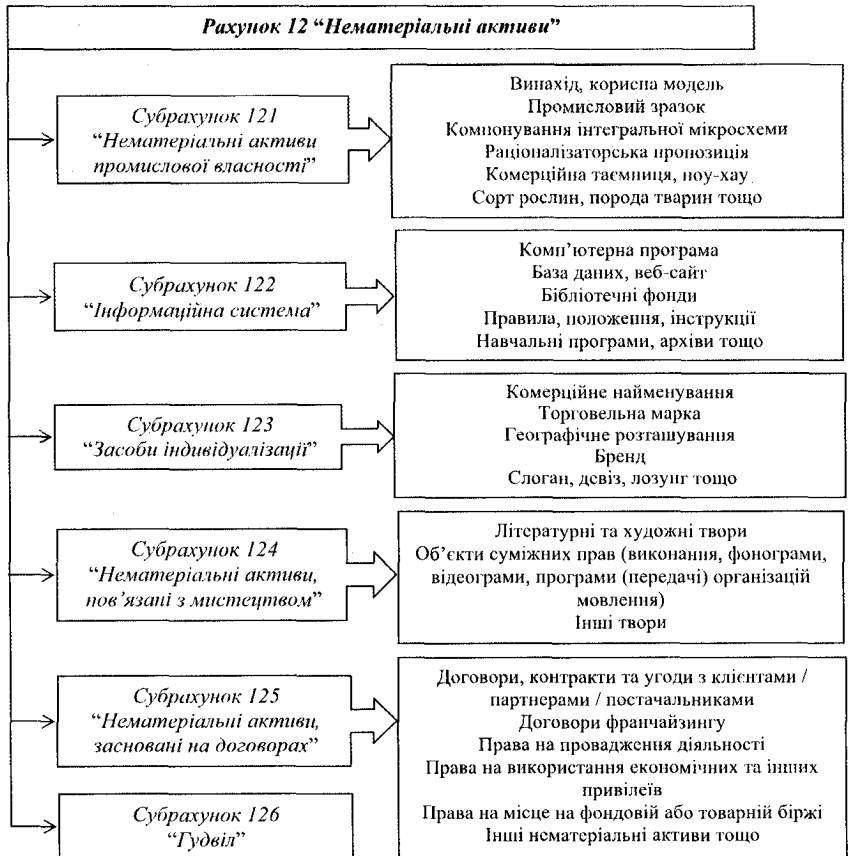 Рахунок 12 “Нематеріальні активи”
Субрахунок 121
“Нематеріальні активи
промислової власності”
Винахід, корисна модель
Промисловий зразок
Компонування інтегральної мікросхеми
Раціоналізаторська пропозиція
Комерційна таємниця, ноу-хау
Сорт рослин, порода тварин тощо
Субрахунок 122
“Інформаційна система”
Комп’ютерна програма
База даних, веб-сайт
Бібліотечні фонди
Правила, положення, інструкції
Навчальні програми, архіви тощо
Субрахунок 123
“Засоби індивідуалізації”
Комерційне найменування
Торговельна марка
Географічне розташування
Бренд
Слоган, девіз, лозунг тощо
Субрахунок 124
“Нематеріальні активи,
пов’язані з мистецтвом”
Літературні та художні твори
Об’єкти суміжних прав (виконання, фонограми,
відеограми, програми (передачі) організацій
мовлення)
Інші твори
Субрахунок 125
“Нематеріальні активи,
засновані на договорах”
Договори, контракти та угоди з клієнтами /
партнерами / постачальниками
Договори франчайзингу
Права на провадження діяльності
Права на використання економічних та інших
привілеїв
Права на місце на фондовій або товарній біржі
Інші нематеріальні активи тощо
Субрахунок 126
“Гудвіл”